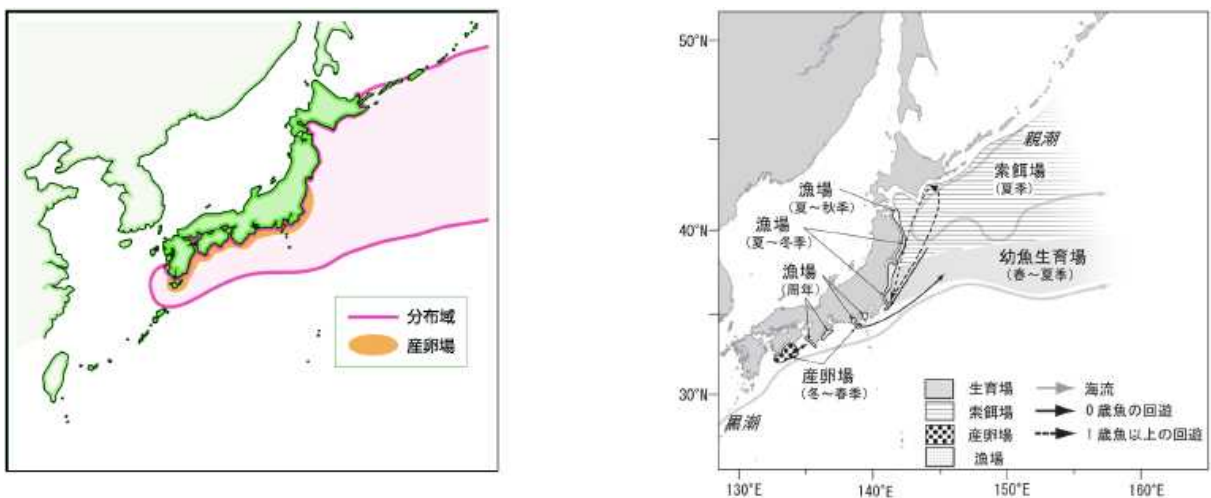 分布域
産卵場
50°N
40°N
30°N
130°E
140°E
150°E
160°E
親潮
索餌場
(夏季)
漁場
(夏～秋季)
漁場
(夏～冬季)
漁場
(周年)
幼魚生育場
(春～夏季)
産卵場
(冬～春季)
黒潮
生育場
索餌場
産卵場
漁場
海流
0歳魚の回遊
1歳魚以上の回遊